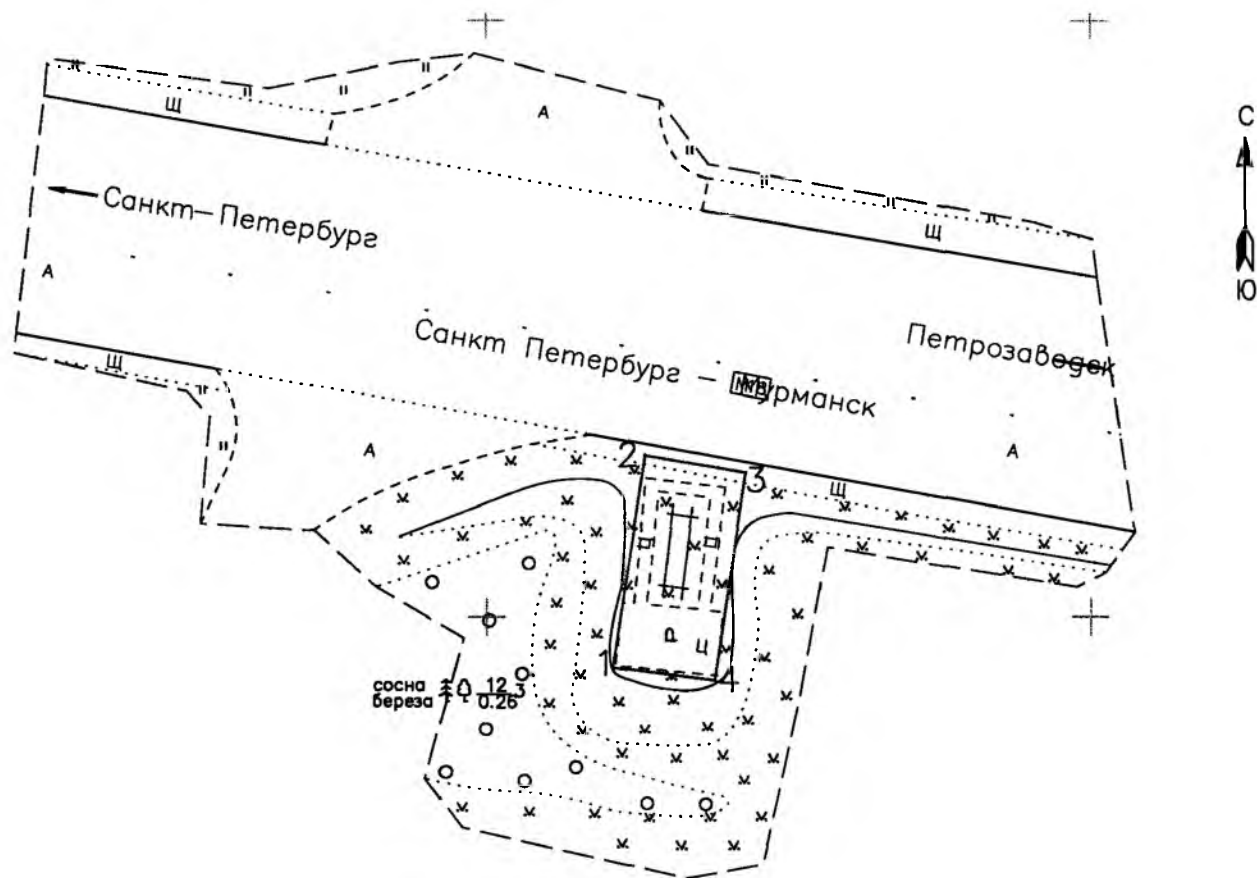 А
Щ
С
Ю
Санкт–Петербург
Щ
А
Санкт Петербург – Мурманск
Петрозаводск
Щ
А
А
2
3
Щ
Р
Ц
1
4
сосна
береза
12 3
0.26